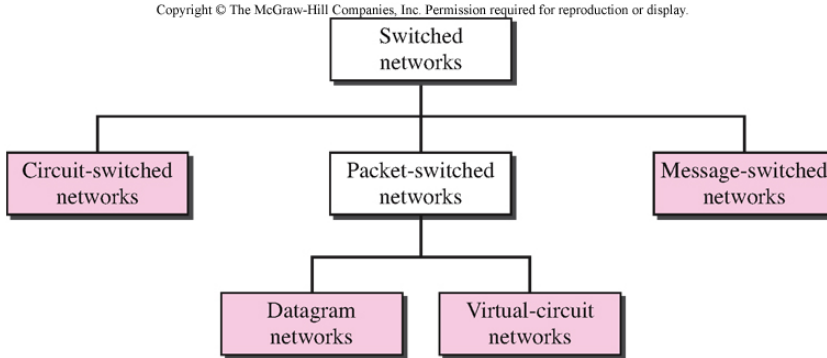 Copyright © The McGraw-Hill Companies, Inc. Permission required for reproduction or display.
Switched
networks
Circuit-switched
networks
Packet-switched
networks
Message-switched
networks
Datagram
networks
Virtual-circuit
networks